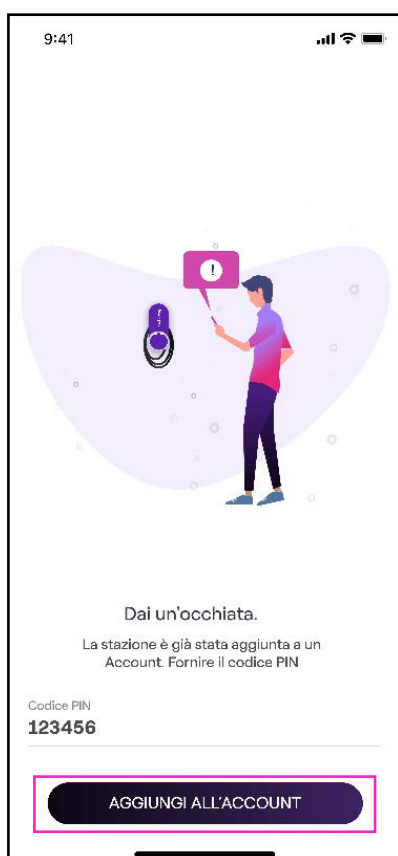 9:41
!
Dai un'occhiata.
La stazione è già stata aggiunta a un
Account. Fornire il codice PIN
Codice PIN
123456
AGGIUNGI ALL'ACCOUNT